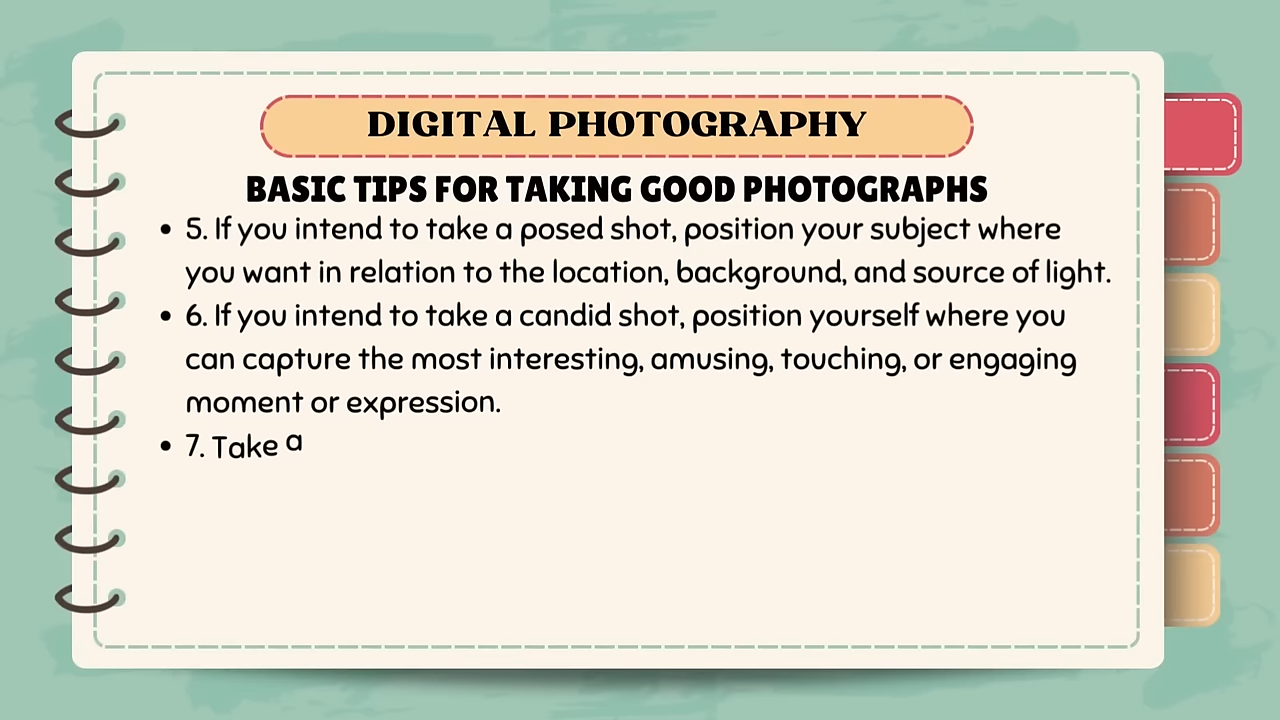 DIGITAL PHOTOGRAPHY
BASIC TIPS FOR TAKING GOOD PHOTOGRAPHS
• 5. If you intend to take a posed shot, position your subject where
you want in relation to the location, background, and source of light.
• 6. If you intend to take a candid shot, position yourself where you
can capture the most interesting, amusing, touching, or engaging
moment or expression.
• 7. Take a